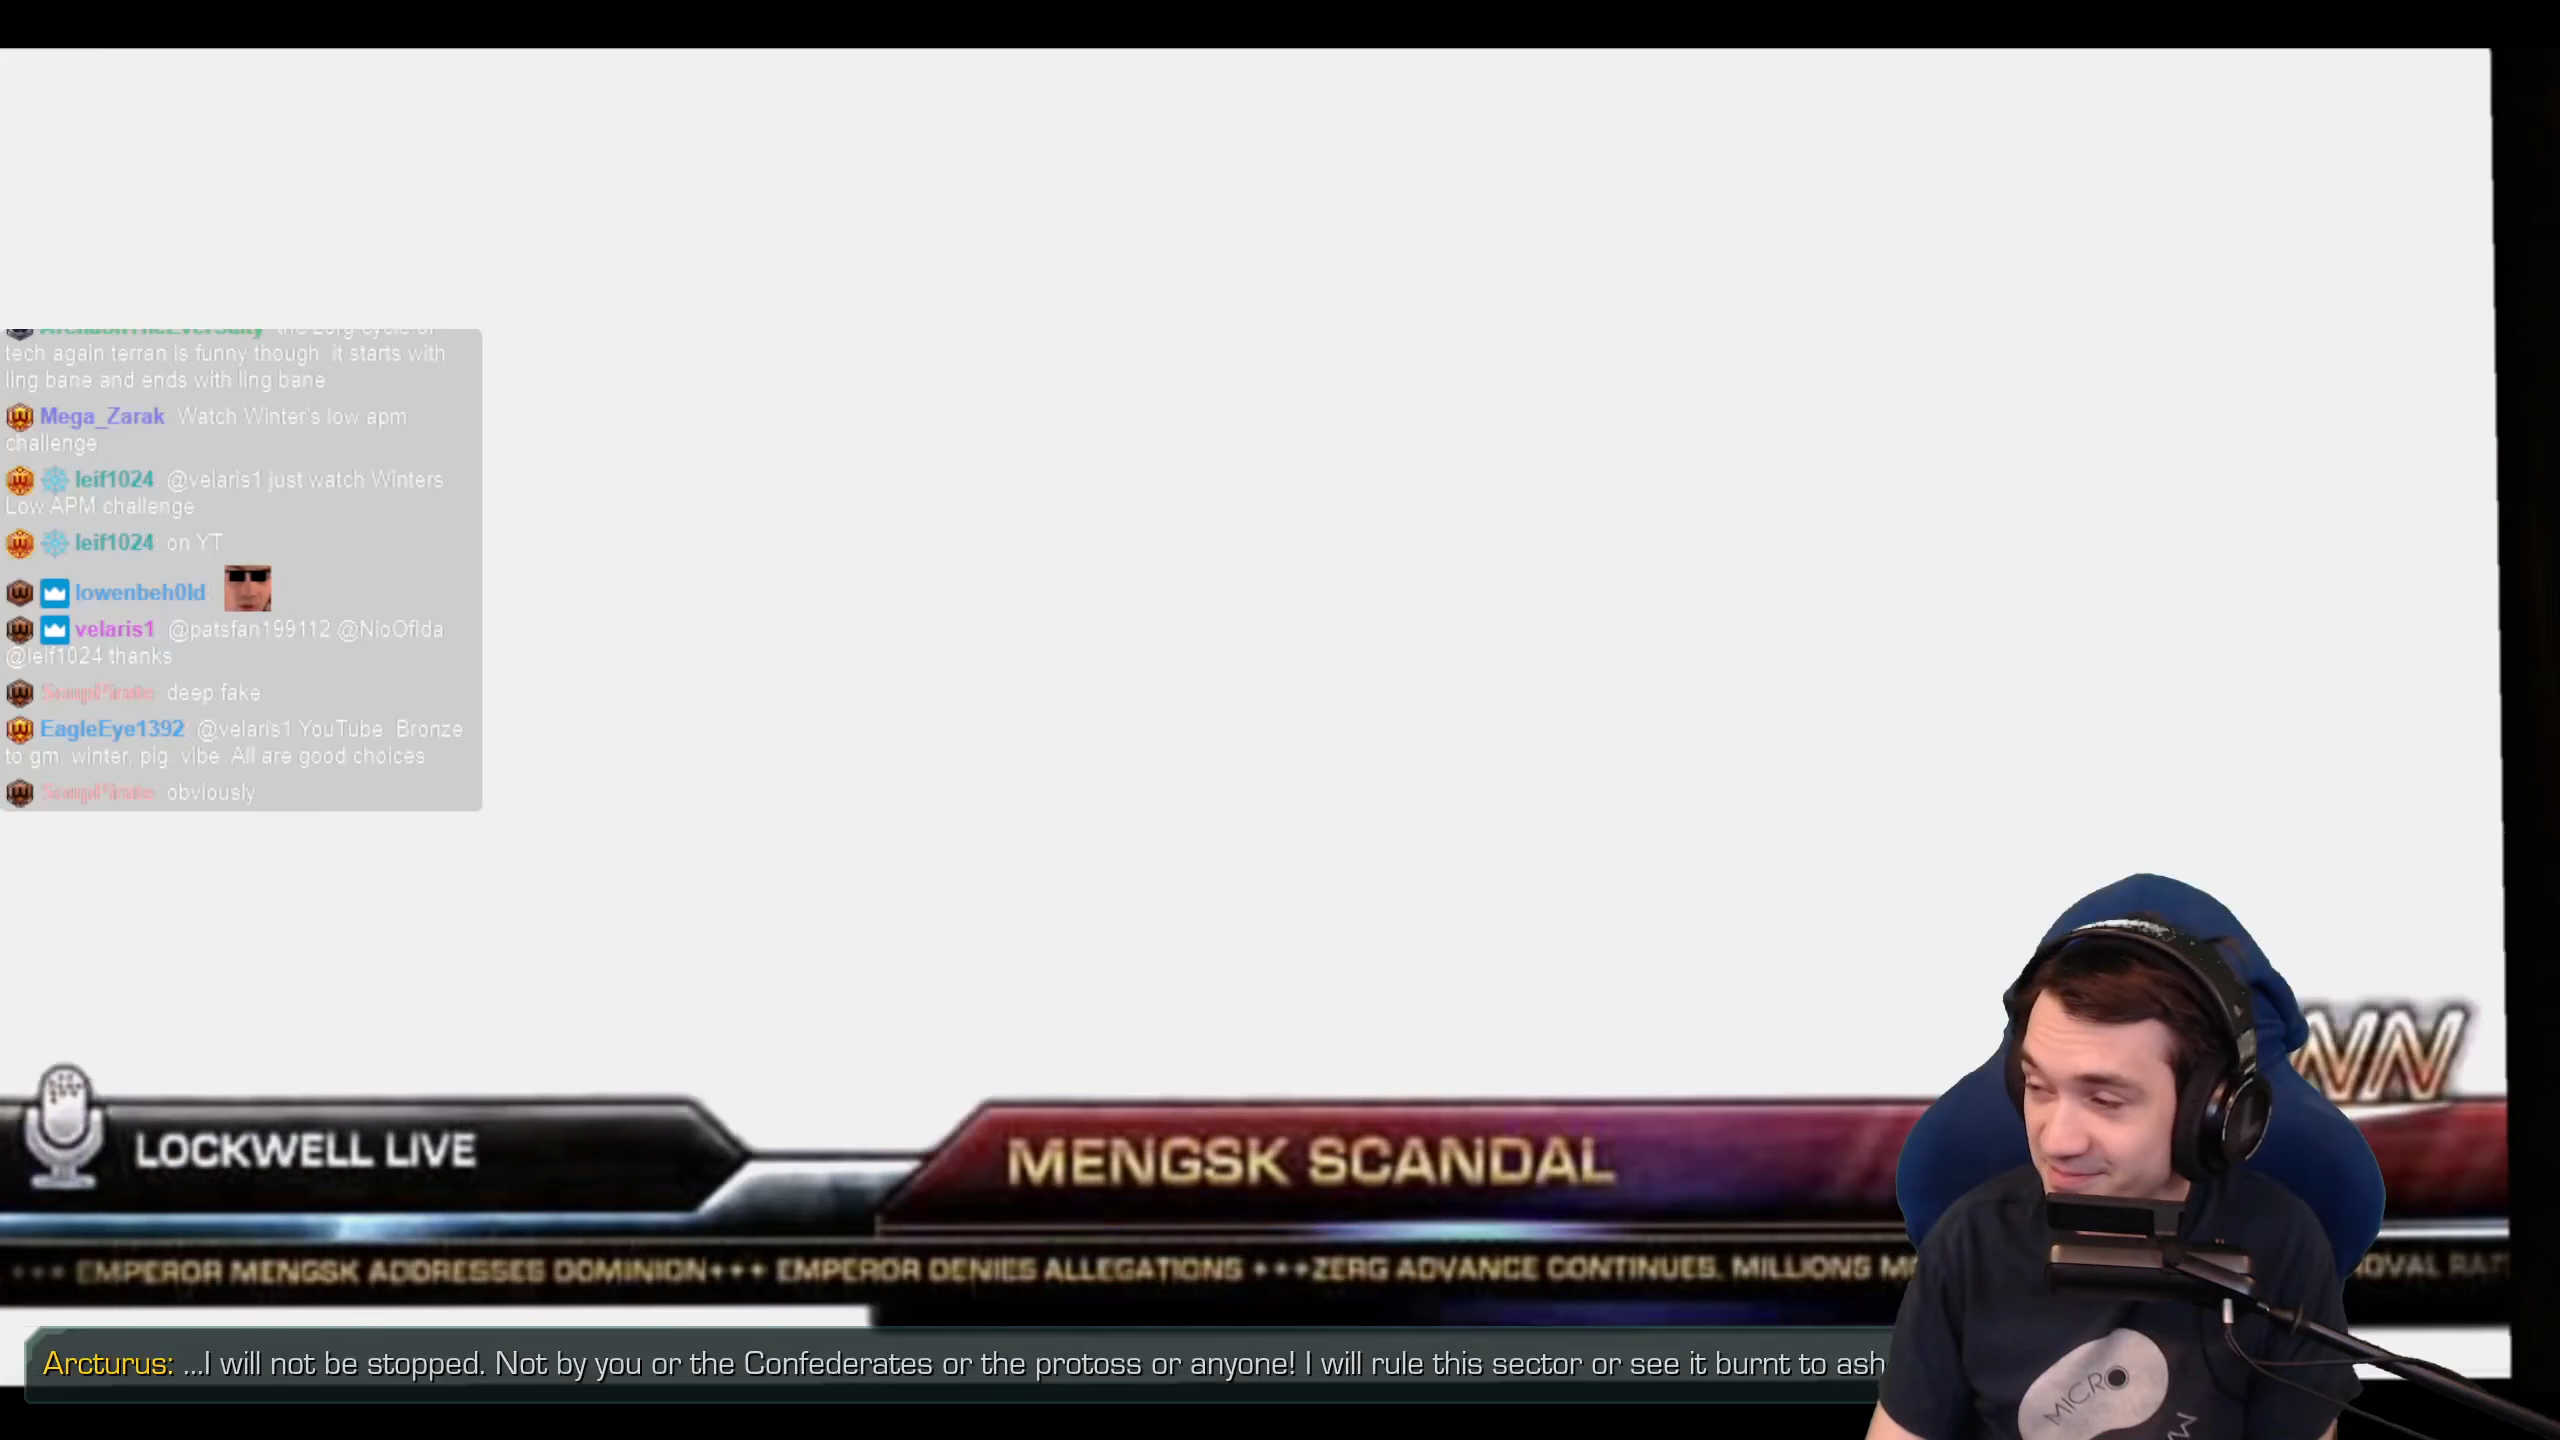 tech again terran is funny though. it starts with
ling bane and ends with ling bane
Mega_Zarak Watch Winter's low apm
challenge
leif1024 @velaris1 just watch Winters
Low APM challenge
leif1024 on YT
lowenbeh0ld
velaris1 @patsfan199112 @NioOfIda
@leif1024 thanks
deep fake
EagleEye1392 @velaris1 YouTube. Bronze
to gm. winter, pig, vibe. All are good choices
obviously
NN
LOCKWELL LIVE
MENGSK SCANDAL
EMPEROR MENGSK ADDRESSES DOMINION+++ EMPEROR DENIES ALLEGATIONS +++ZERG ADVANCE CONTINUES. MILLIONS
Arcturus: ...I will not be stopped. Not by you or the Confederates or the protoss or anyone! I will rule this sector or see it burnt to ash
MICRO